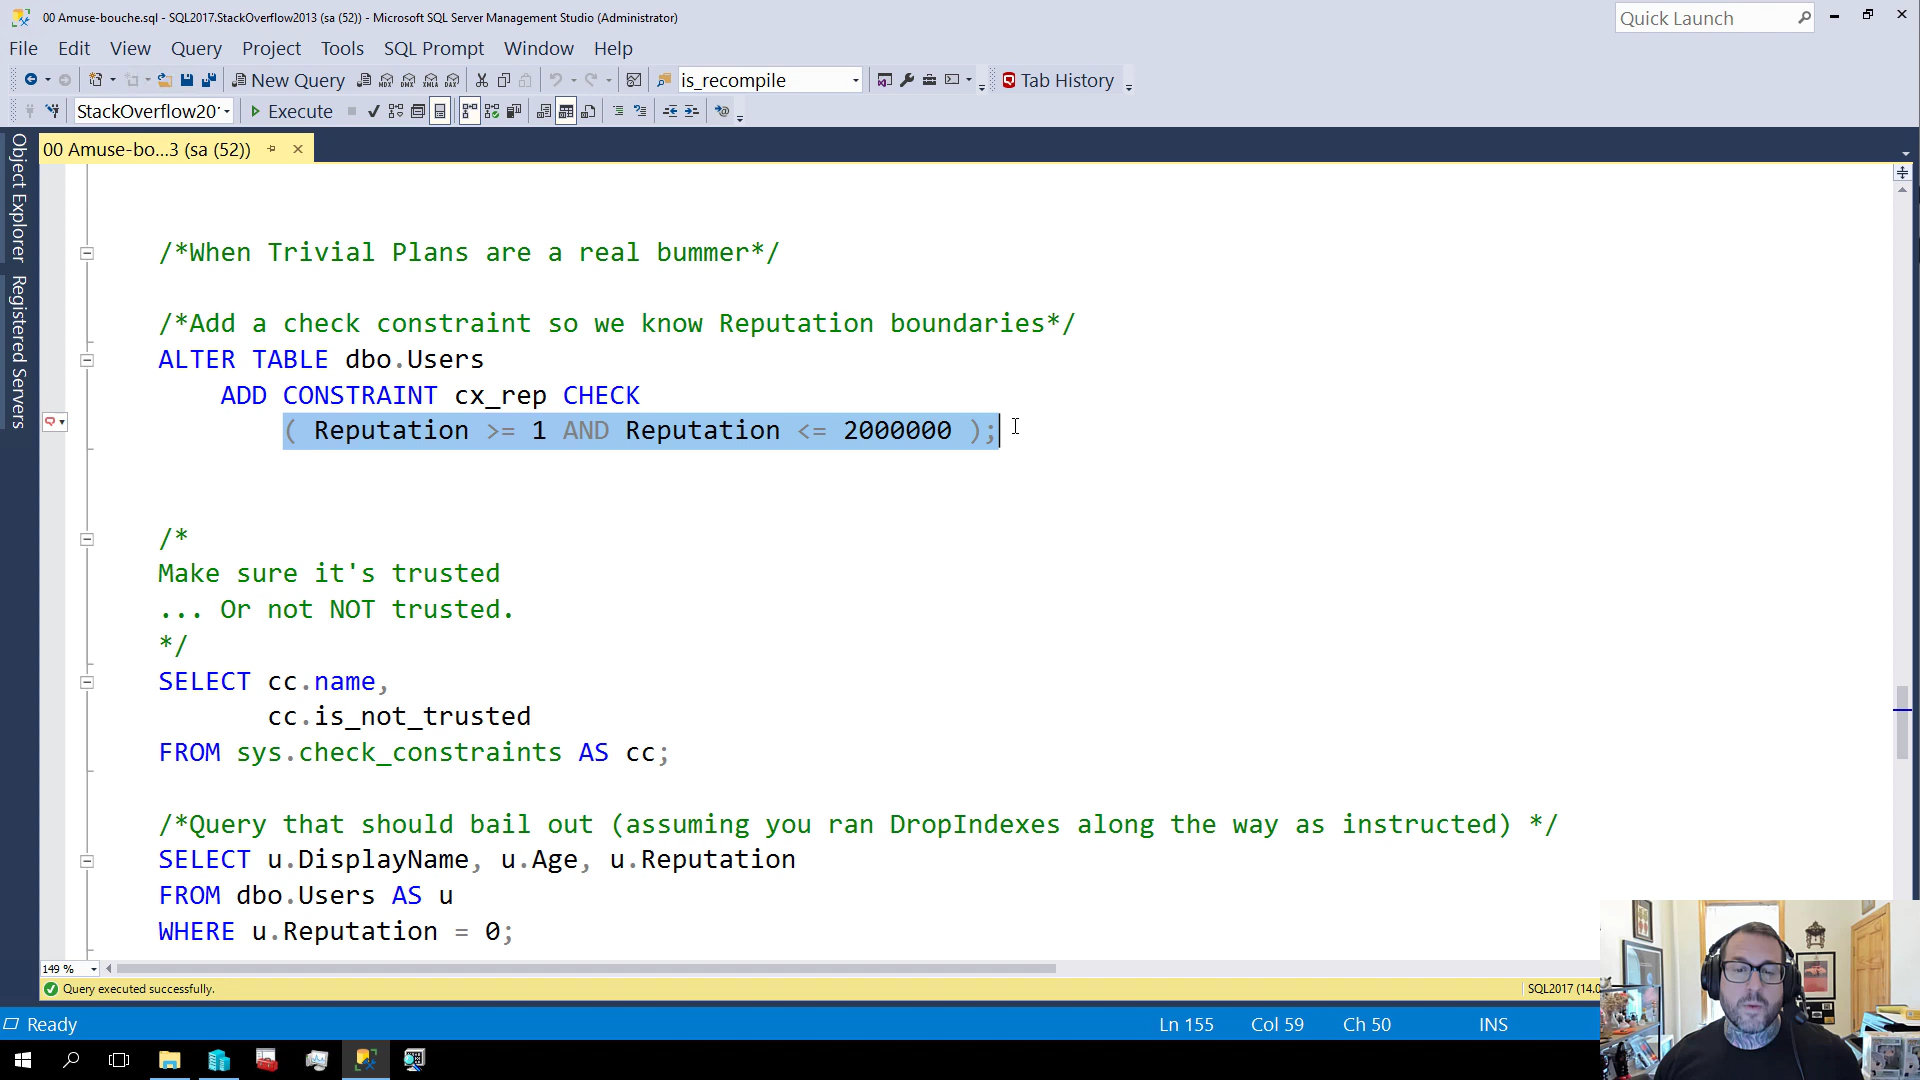 00 Amuse-bouche.sql - SQL2017.StackOverflow2013 (sa (52)) - Microsoft SQL Server Management Studio (Administrator)
Quick Launch
File Edit View Query Project Tools SQL Prompt Window Help
New Query
MDX DMX XMLA DAX
is_recompile
Tab History
StackOverflow20
Execute
00 Amuse-bo...3 (sa (52))
Object Explorer
Registered Servers
/*When Trivial Plans are a real bummer*/
/*Add a check constraint so we know Reputation boundaries*/
ALTER TABLE dbo.Users
ADD CONSTRAINT cx_rep CHECK
( Reputation >= 1 AND Reputation <= 2000000 );
/*
Make sure it's trusted
... Or not NOT trusted.
*/
SELECT cc.name,
cc.is_not_trusted
FROM sys.check_constraints AS cc;
/*Query that should bail out (assuming you ran DropIndexes along the way as instructed) */
SELECT u.DisplayName, u.Age, u.Reputation
FROM dbo.Users AS u
WHERE u.Reputation = 0;
149 %
Query executed successfully.
SQL2017 (14.0
Ready
Ln 155 Col 59 Ch 50 INS